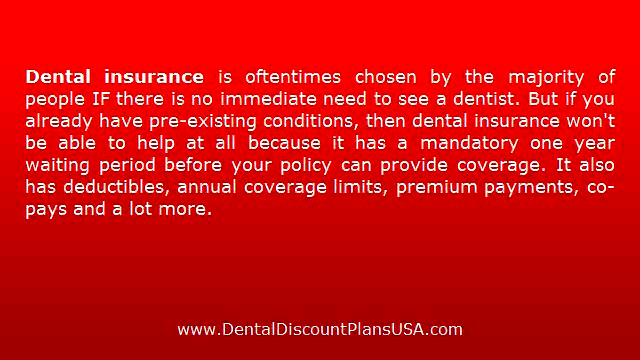 Dental insurance is oftentimes chosen by the majority of
people IF there is no immediate need to see a dentist. But if you
already have pre-existing conditions, then dental insurance won't
be able to help at all because it has a mandatory one year
waiting period before your policy can provide coverage. It also
has deductibles, annual coverage limits, premium payments, co-
pays and a lot more.
www.DentalDiscountPlansUSA.com